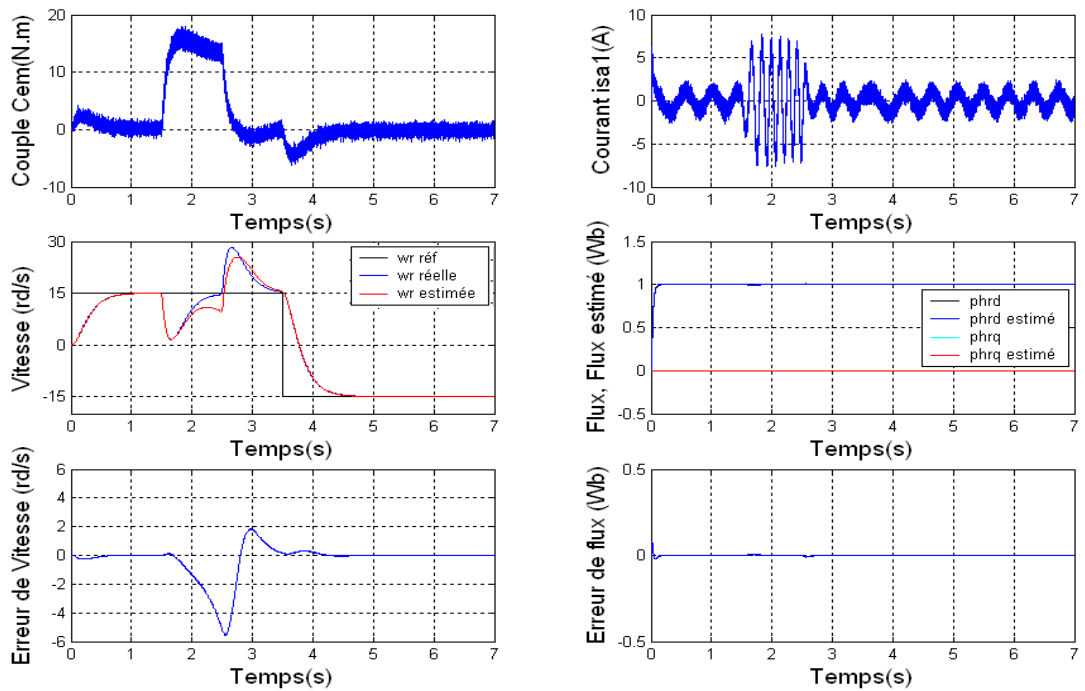 Couple Cem(N.m)
20
10
0
-10
0 1 2 3 4 5 6 7
Temps(s)
Courant isa1(A)
10
5
0
-5
-10
0 1 2 3 4 5 6 7
Temps(s)
Vitesse (rd/s)
30
15
0
-15
0 1 2 3 4 5 6 7
Temps(s)
wr réf
wr réelle
wr estimée
Flux, Flux estimé (Wb)
1.5
1
0.5
0
-0.5
0 1 2 3 4 5 6 7
Temps(s)
phrd
phrd estimé
phrq
phrq estimé
Erreur de Vitesse (rd/s)
6
4
2
0
-2
-4
-6
0 1 2 3 4 5 6 7
Temps(s)
Erreur de flux (Wb)
0.5
0
-0.5
0 1 2 3 4 5 6 7
Temps(s)